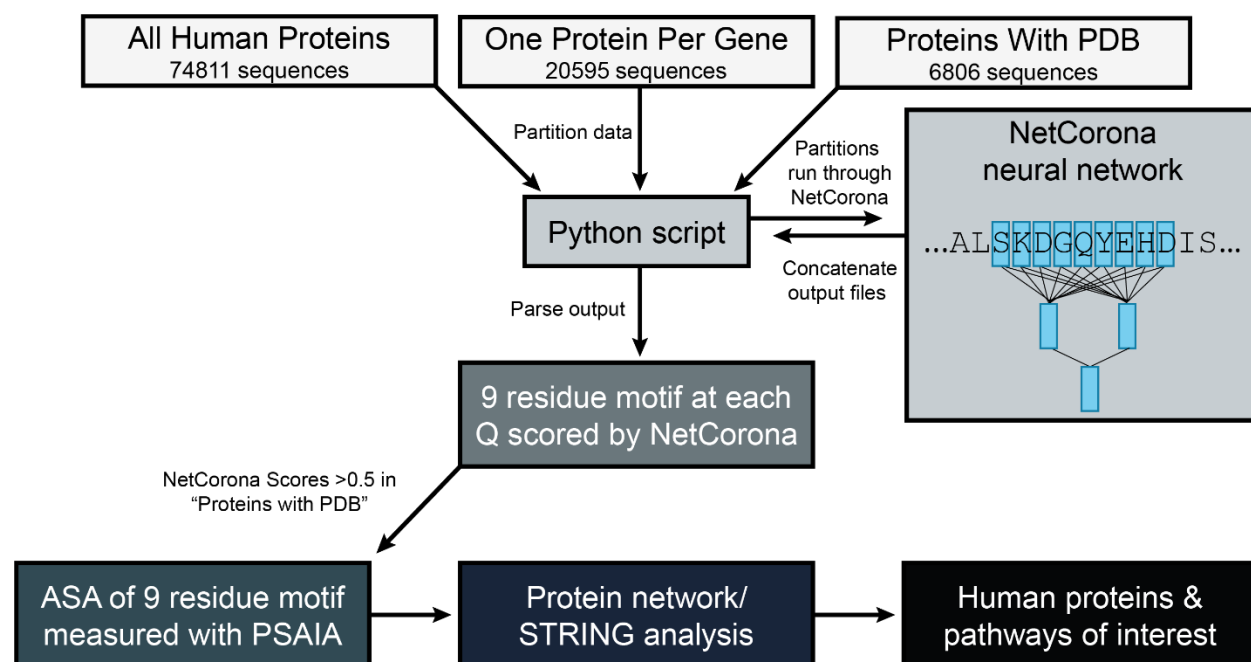 All Human Proteins
74811 sequences
One Protein Per Gene
20595 sequences
Proteins With PDB
6806 sequences
Partition data
Partitions
run through
NetCorona
NetCorona
neural network
...ALSKDGQYEHDIS...
Python script
Concatenate
output files
Parse output
9 residue motif at each
Q scored by NetCorona
NetCorona Scores >0.5 in
“Proteins with PDB”
ASA of 9 residue motif
measured with PSAIA
Protein network/
STRING analysis
Human proteins &
pathways of interest